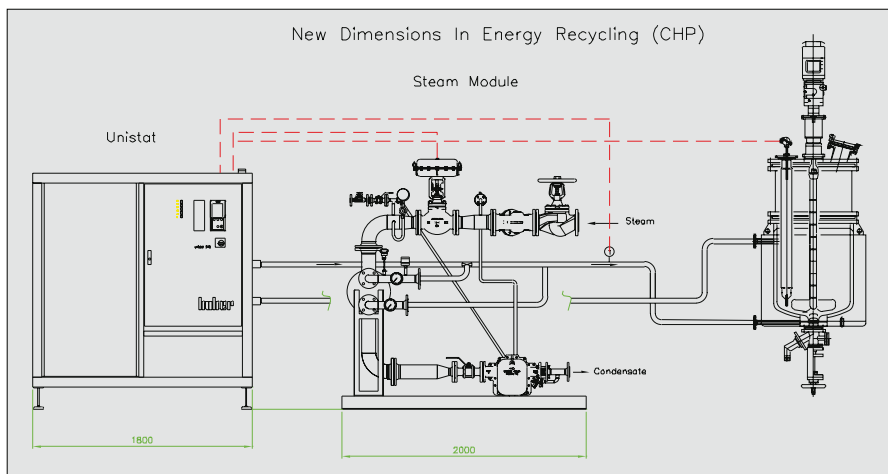 New Dimensions In Energy Recycling (CHP)
Steam Module
Unistat
Steam
huber
Condensate
1800
2000